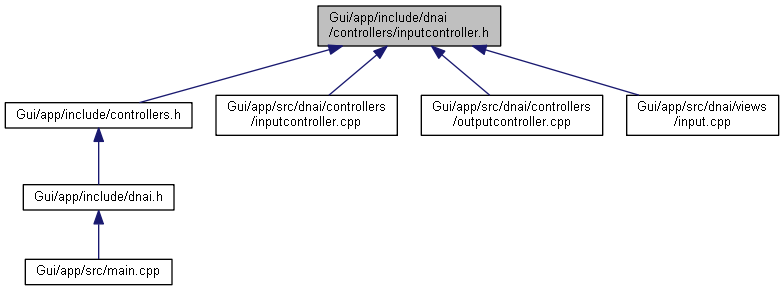 Gui/app/include/dnai
/controllers/inputcontroller.h
Gui/app/include/controllers.h
Gui/app/src/dnai/controllers
/inputcontroller.cpp
Gui/app/src/dnai/controllers
/outputcontroller.cpp
Gui/app/src/dnai/views
/input.cpp
Gui/app/include/dnai.h
Gui/app/src/main.cpp